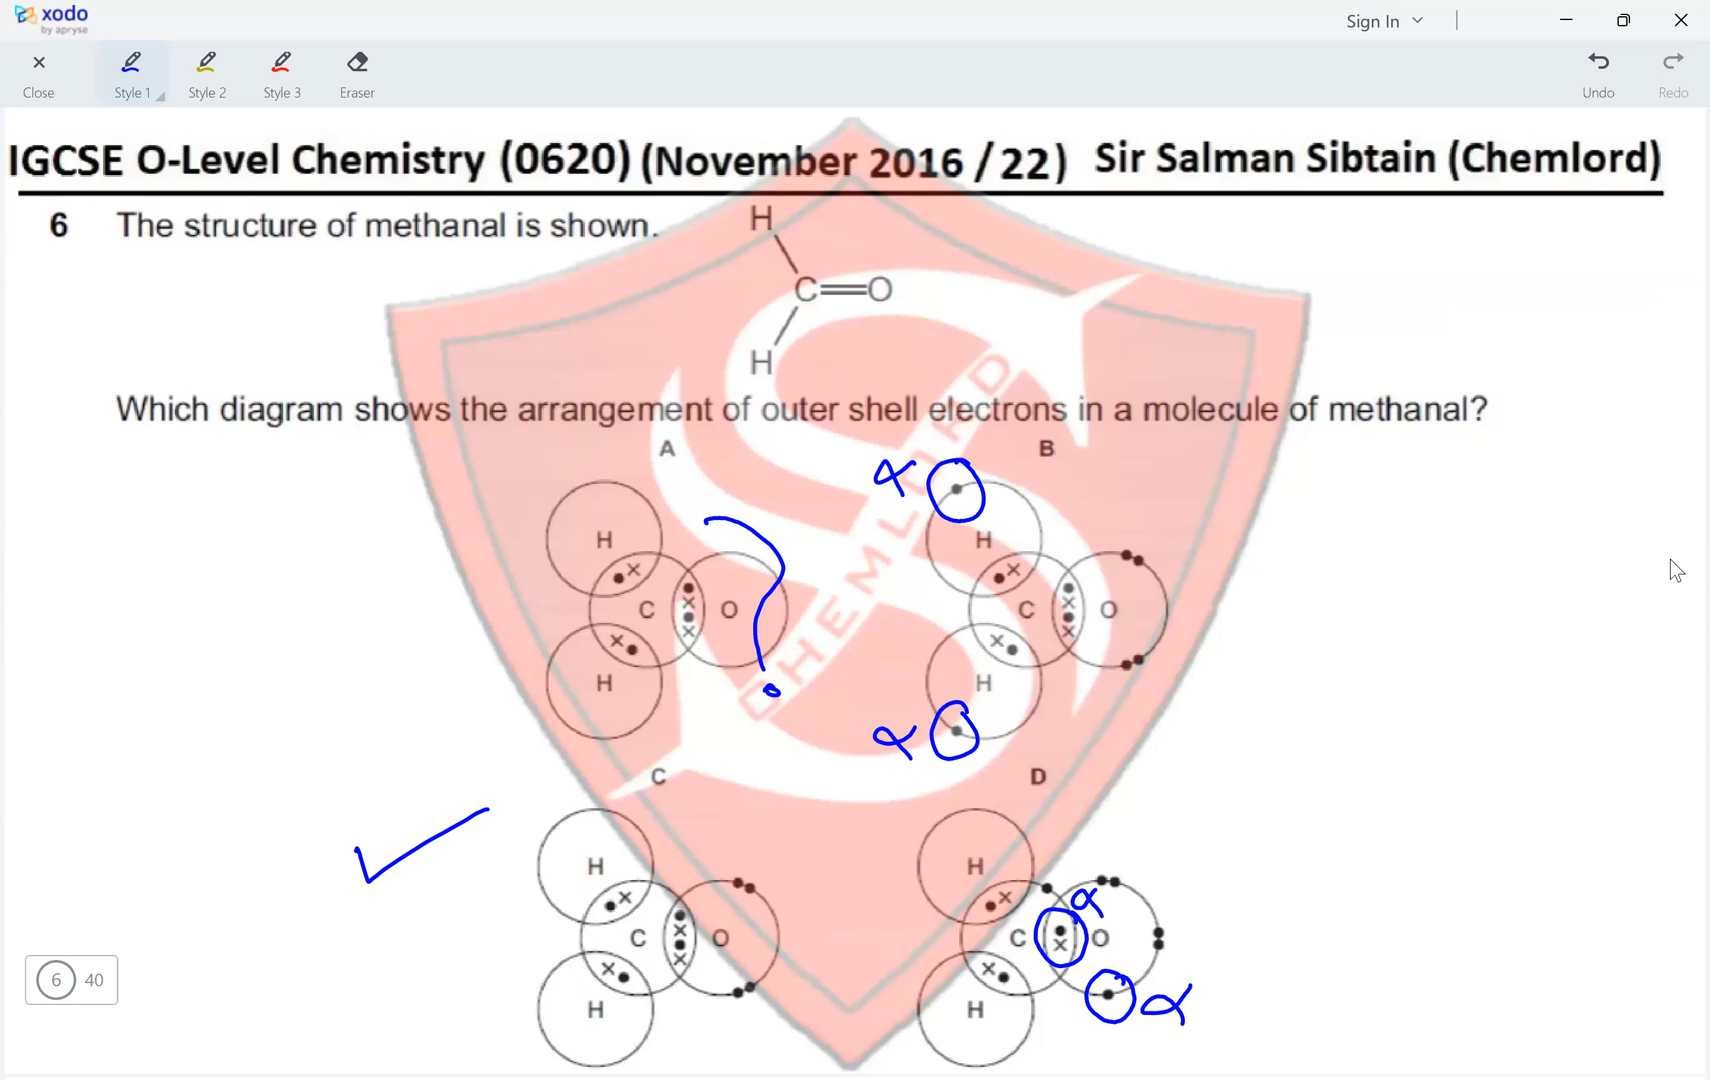 xodo
by apryse
Sign In
Close
Style 1
Style 2
Style 3
Eraser
Undo
Redo
IGCSE O-Level Chemistry (0620) (November 2016 / 22) Sir Salman Sibtain (Chemlord)
6 The structure of methanal is shown.
H
C=O
H
Which diagram shows the arrangement of outer shell electrons in a molecule of methanal?
A
B
H
C O
H
H
C O
H
CHEMLORD
C
D
H
C O
H
H
C O
H
6 40